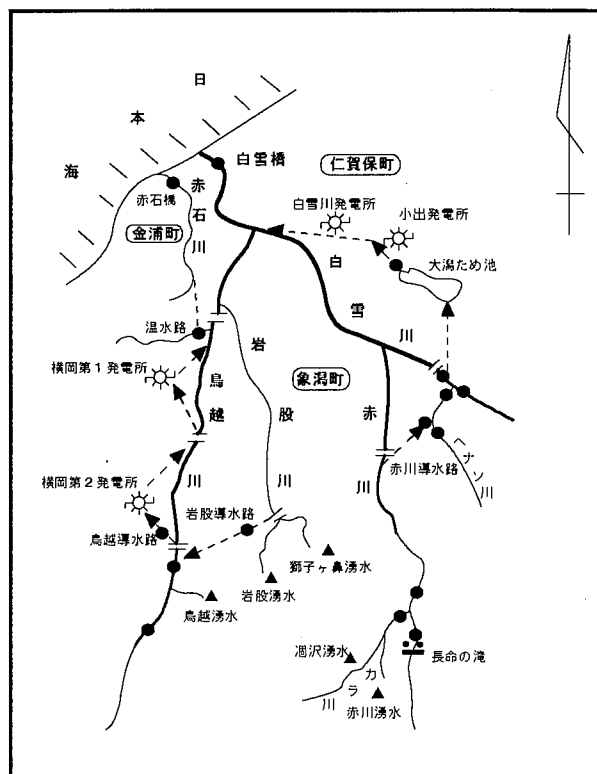 日本海
白雪橋
仁賀保町
赤石橋
赤石川
白雪川発電所
小出発電所
金浦町
大潟ため池
白雪川
温水路
岩股川
横岡第1発電所
鳥越川
象潟町
赤川
ヘナソ川
赤川導水路
横岡第2発電所
岩股導水路
鳥越導水路
獅子ヶ鼻湧水
岩股湧水
鳥越湧水
涸沢湧水
長命の滝
カラ川
赤川湧水